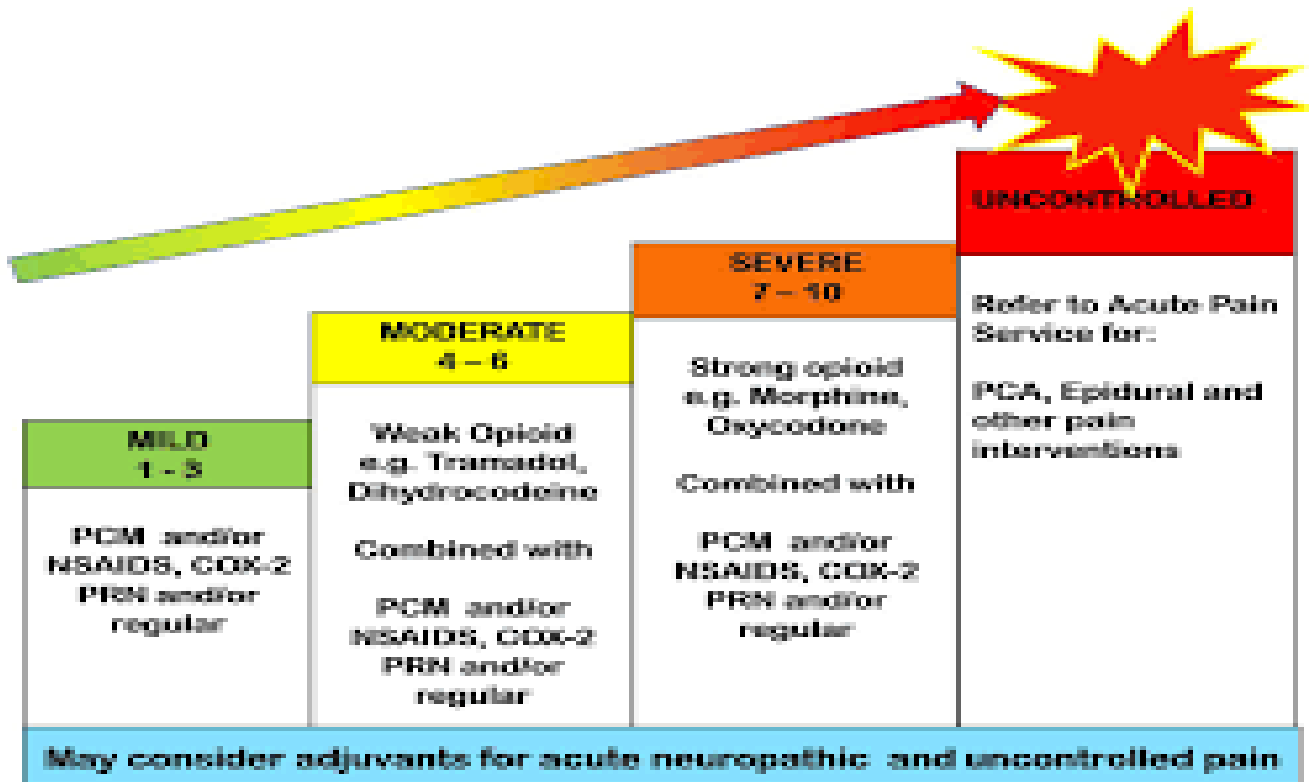 MILD
1 - 3
PCM and/or
NSAIDS, COX-2
PRN and/or
regular
MODERATE
4 – 6
Weak Opioid
e.g. Tramadol,
Dihydrocodeine
Combined with
PCM and/or
NSAIDS, COX-2
PRN and/or
regular
SEVERE
7 – 10
Strong opioid
e.g. Morphine,
Oxycodone
Combined with
PCM and/or
NSAIDS, COX-2
PRN and/or
regular
UNCONTROLLED
Refer to Acute Pain
Service for:
PCA, Epidural and
other pain
interventions
May consider adjuvants for acute neuropathic and uncontrolled pain